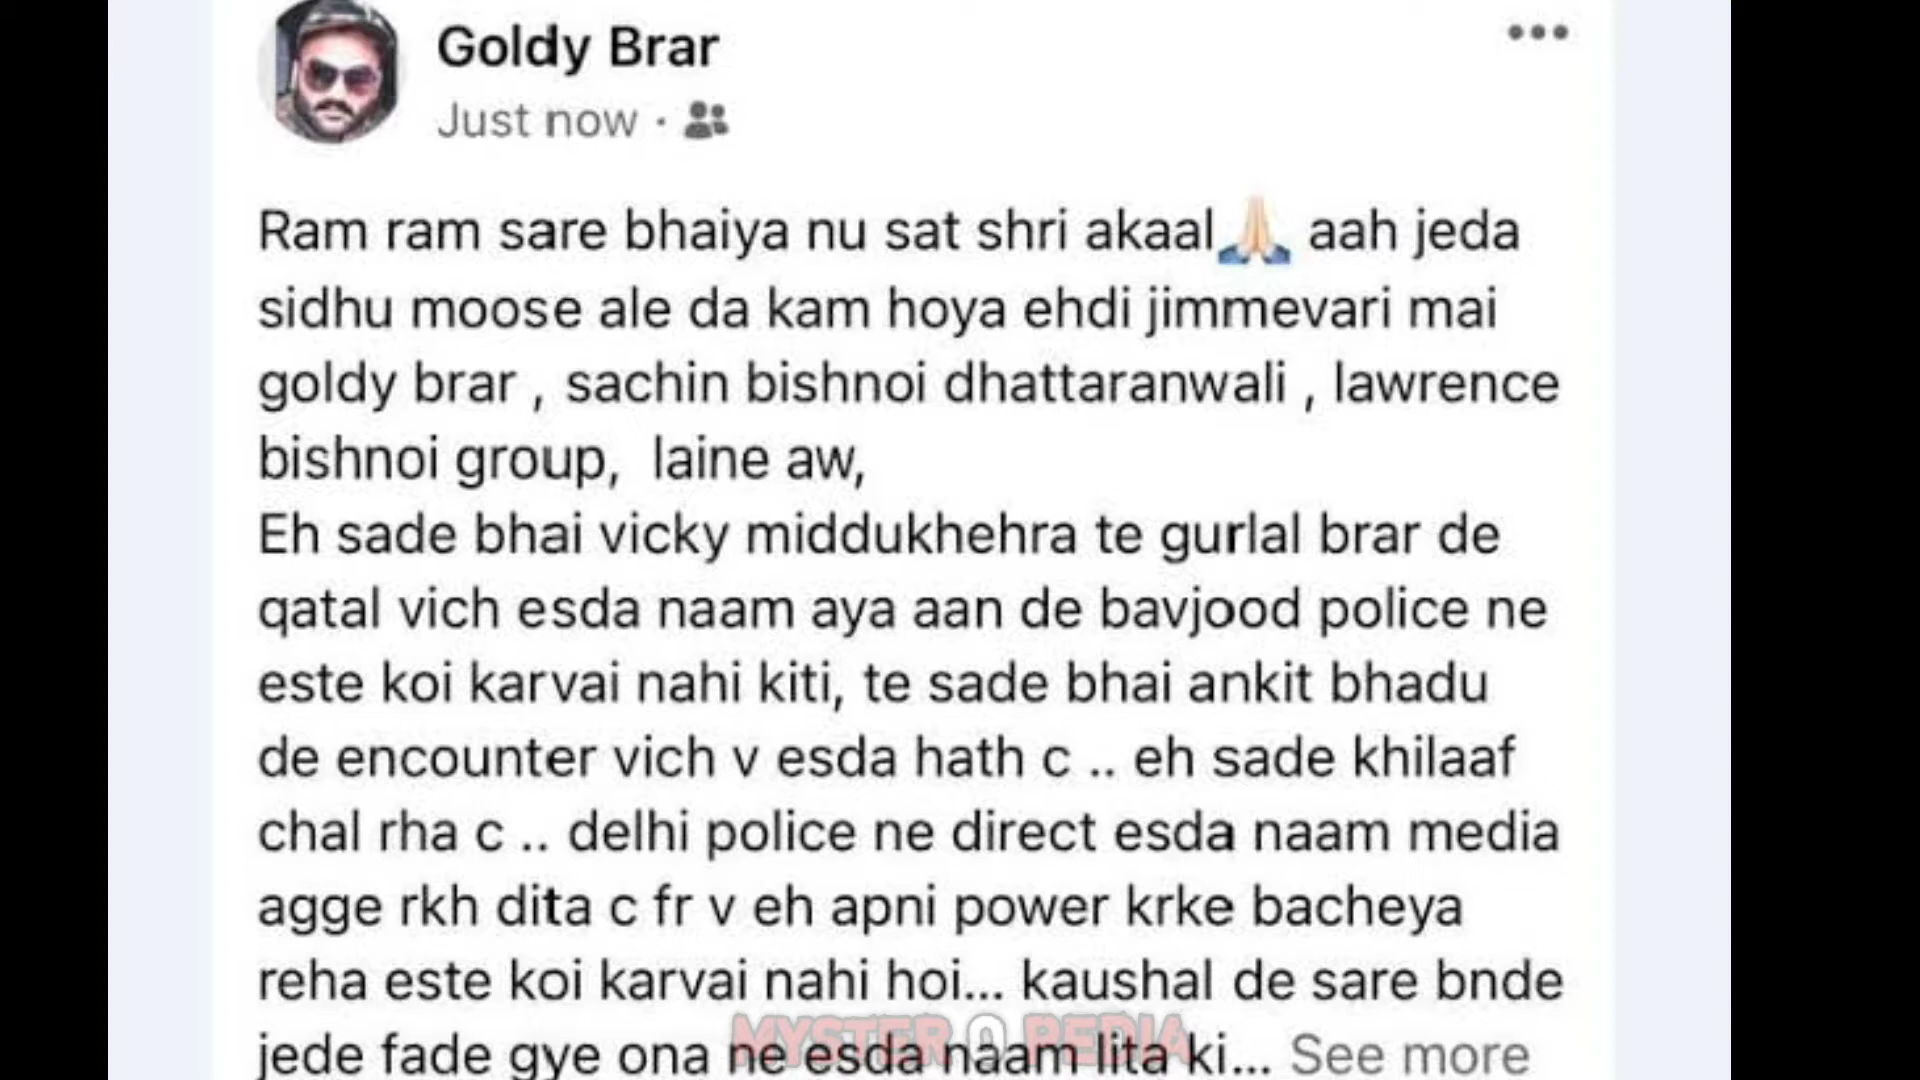 Goldy Brar
Just now ·
Ram ram sare bhaiya nu sat shri akaal🙏🏻 aah jeda
sidhu moose ale da kam hoya ehdi jimmevari mai
goldy brar , sachin bishnoi dhattaranwali , lawrence
bishnoi group, laine aw,
Eh sade bhai vicky middukhehra te gurlal brar de
qatal vich esda naam aya aan de bavjood police ne
este koi karvai nahi kiti, te sade bhai ankit bhadu
de encounter vich v esda hath c .. eh sade khilaaf
chal rha c .. delhi police ne direct esda naam media
agge rkh dita c fr v eh apni power krke bacheya
reha este koi karvai nahi hoi... kaushal de sare bnde
jede fade gye ona ne esda naam lita ki... See more
MYSTER O PEDIA